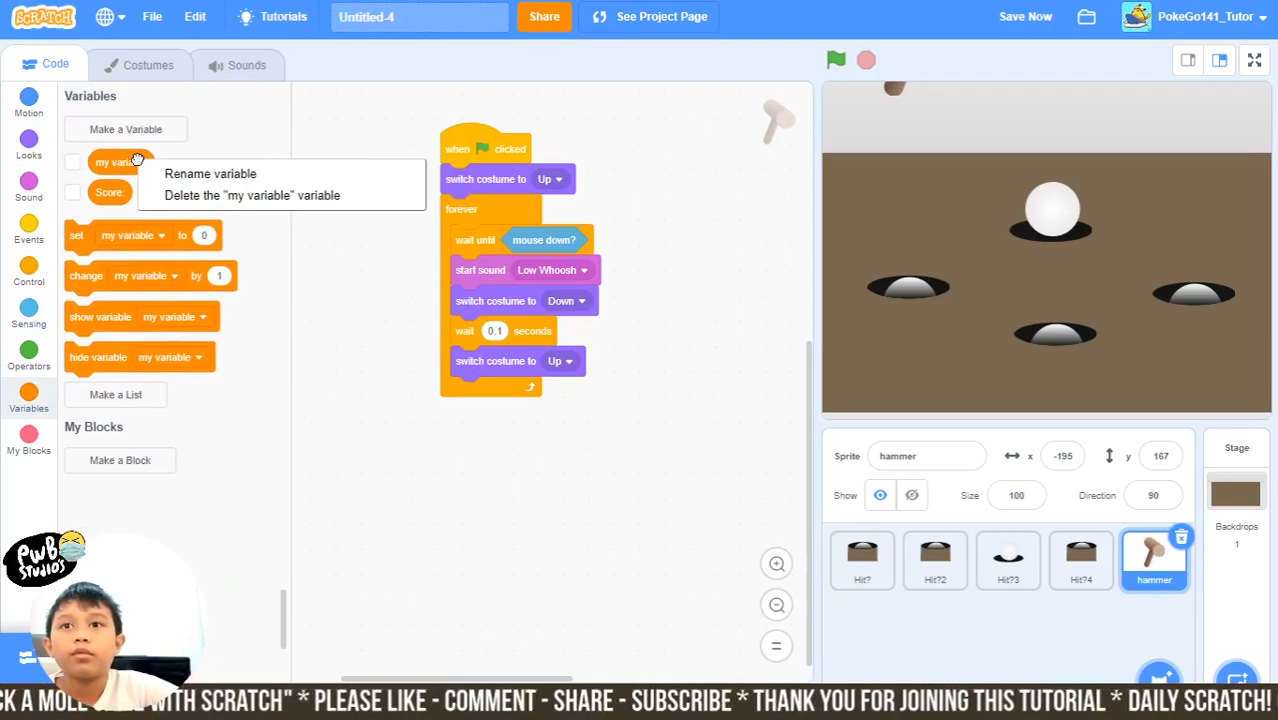 SCRATCH File Edit Tutorials Untitled-4 Share See Project Page Save Now PokeGo141_Tutor
Code Costumes Sounds
Motion
Looks
Sound
Events
Control
Sensing
Operators
Variables
My Blocks
Variables
Make a Variable
Rename variable
Delete the "my variable" variable
Score:
set my variable to 0
change my variable by 1
show variable my variable
hide variable my variable
Make a List
My Blocks
Make a Block
when clicked
switch costume to Up
forever
wait until mouse down?
start sound Low Whoosh
switch costume to Down
wait 0.1 seconds
switch costume to Up
Sprite hammer x -195 y 167
Show Size 100 Direction 90
Hit? Hit?2 Hit?3 Hit?4 hammer
Stage
Backdrops
1
PWB
STUDIO'S
WITH SCRATCH" * PLEASE LIKE - COMMENT - SHARE - SUBSCRIBE * THANK YOU FOR JOINING THIS TUTORIAL * DAILY SCRATCH!